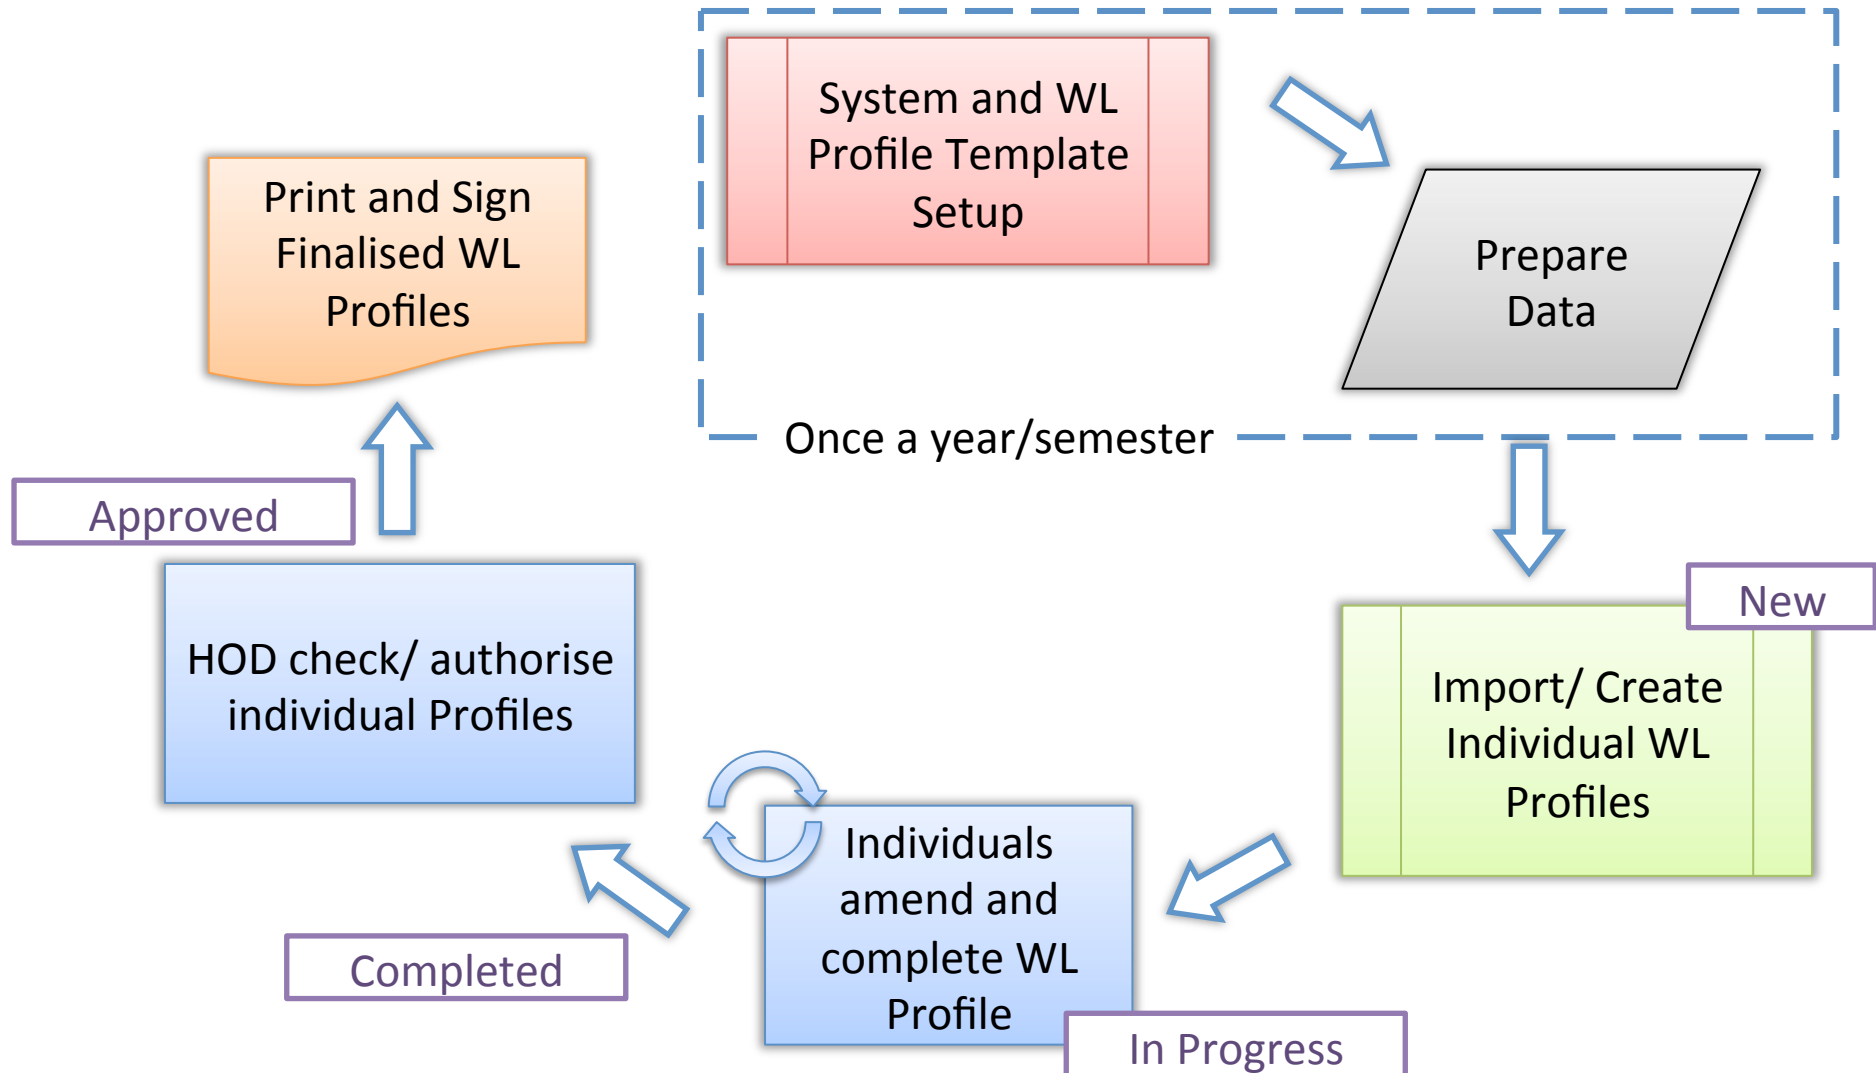 System and WL
Profile Template
Setup
Prepare
Data
Once a year/semester
New
Import/ Create
Individual WL
Profiles
Individuals
amend and
complete WL
Profile
In Progress
Completed
HOD check/ authorise
individual Profiles
Approved
Print and Sign
Finalised WL
Profiles